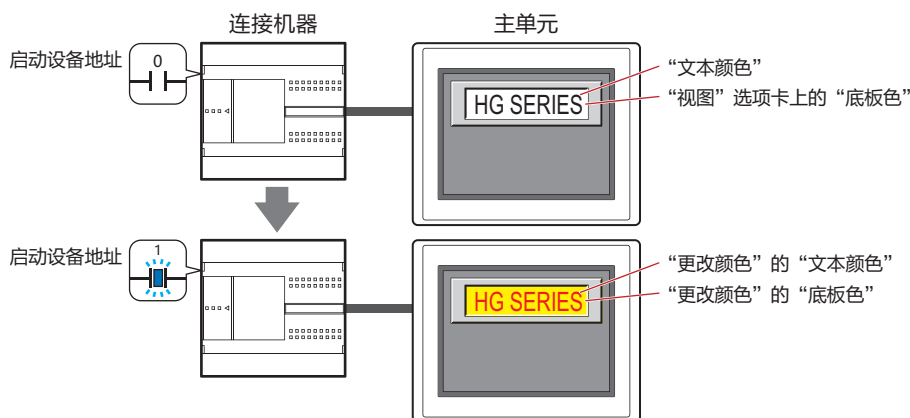 连接机器
主单元
启动设备地址
0
HG SERIES
“文本颜色”
“视图”选项卡上的“底板色”
启动设备地址
1
HG SERIES
“更改颜色”的“文本颜色”
“更改颜色”的“底板色”